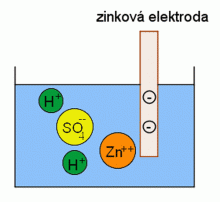 zinková elektroda
-
H⁺
SO₄⁻⁻
-
Zn⁺⁺
H⁺